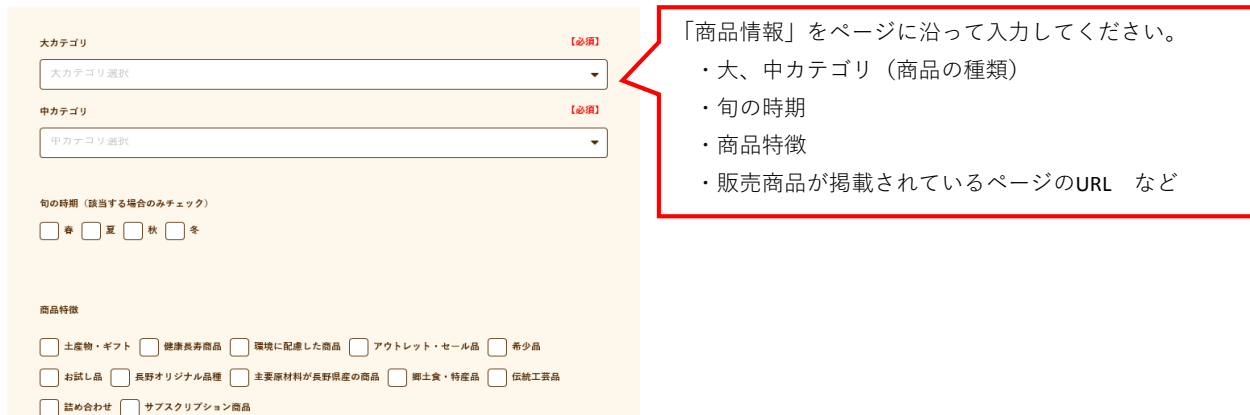 大カテゴリ 【必須】
大カテゴリ選択
中カテゴリ 【必須】
中カテゴリ選択
旬の時期（該当する場合のみチェック）
春 夏 秋 冬
商品特徴
土産物・ギフト 健康長寿商品 環境に配慮した商品 アウトレット・セール品 希少品
お試し品 長野オリジナル品種 主要原材料が長野県産の商品 郷土食・特産品 伝統工芸品
詰め合わせ サブスクリプション商品
「商品情報」をページに沿って入力してください。
・大、中カテゴリ（商品の種類）
・旬の時期
・商品特徴
・販売商品が掲載されているページのURL　など